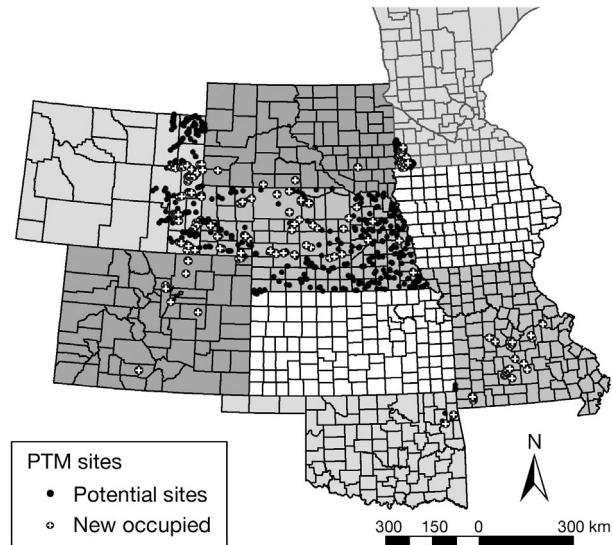 PTM sites
Potential sites
New occupied
N
300 150 0 300 km